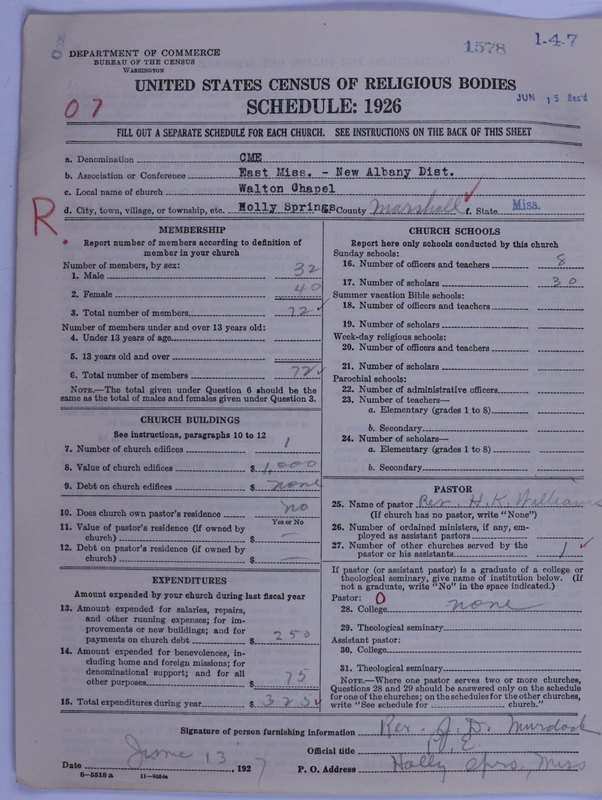 1578
1-4-7
DEPARTMENT OF COMMERCE
BUREAU OF THE CENSUS
WASHINGTON
UNITED STATES CENSUS OF RELIGIOUS BODIES
SCHEDULE: 1926
JUN 15 Rec'd
07
FILL OUT A SEPARATE SCHEDULE FOR EACH CHURCH. SEE INSTRUCTIONS ON THE BACK OF THIS SHEET
a. Denomination CME
b. Association or Conference East Miss. - New Albany Dist.
c. Local name of church Walton Chapel
d. City, town, village, or township, etc. Holly Springs e. County Marshall f. State Miss.
R.
MEMBERSHIP
Report number of members according to definition of
member in your church
Number of members, by sex:
1. Male 32
2. Female 40
3. Total number of members 72
Number of members under and over 13 years old:
4. Under 13 years of age
5. 13 years old and over
6. Total number of members 72
NOTE.—The total given under Question 6 should be the
same as the total of males and females given under Question 3.
CHURCH BUILDINGS
See instructions, paragraphs 10 to 12
7. Number of church edifices 1
8. Value of church edifices $ 1,000
9. Debt on church edifices $ none
10. Does church own pastor's residence no
Yes or No
11. Value of pastor's residence (if owned by
church) $ —
12. Debt on pastor's residence (if owned by
church) $ —
EXPENDITURES
Amount expended by your church during last fiscal year
13. Amount expended for salaries, repairs,
and other running expenses; for im-
provements or new buildings; and for
payments on church debt $ 250
14. Amount expended for benevolences, in-
cluding home and foreign missions; for
denominational support; and for all
other purposes $ 75
15. Total expenditures during year $ 325
CHURCH SCHOOLS
Report here only schools conducted by this church
Sunday schools:
16. Number of officers and teachers 8
17. Number of scholars 30
Summer vacation Bible schools:
18. Number of officers and teachers
19. Number of scholars
Week-day religious schools:
20. Number of officers and teachers
21. Number of scholars
Parochial schools:
22. Number of administrative officers
23. Number of teachers—
a. Elementary (grades 1 to 8)
b. Secondary
24. Number of scholars—
a. Elementary (grades 1 to 8)
b. Secondary
PASTOR
25. Name of pastor Rev. H.K. Williams
(If church has no pastor, write "None")
26. Number of ordained ministers, if any, em-
ployed as assistant pastors
27. Number of other churches served by the
pastor or his assistants 1
If pastor (or assistant pastor) is a graduate of a college or
theological seminary, give name of institution below. (If
not a graduate, write "No" in the space indicated.)
Pastor: 0
28. College none
29. Theological seminary
Assistant pastor:
30. College
31. Theological seminary
NOTE.—Where one pastor serves two or more churches,
Questions 28 and 29 should be answered only on the schedule
for one of the churches; on the schedules for the other churches,
write "See schedule for church."
Signature of person furnishing information Rev. J. D. Murdock
Official title P. E.
Date June 13, 1927 P. O. Address Holly Sprs, Miss
8-5518a 11-9024a